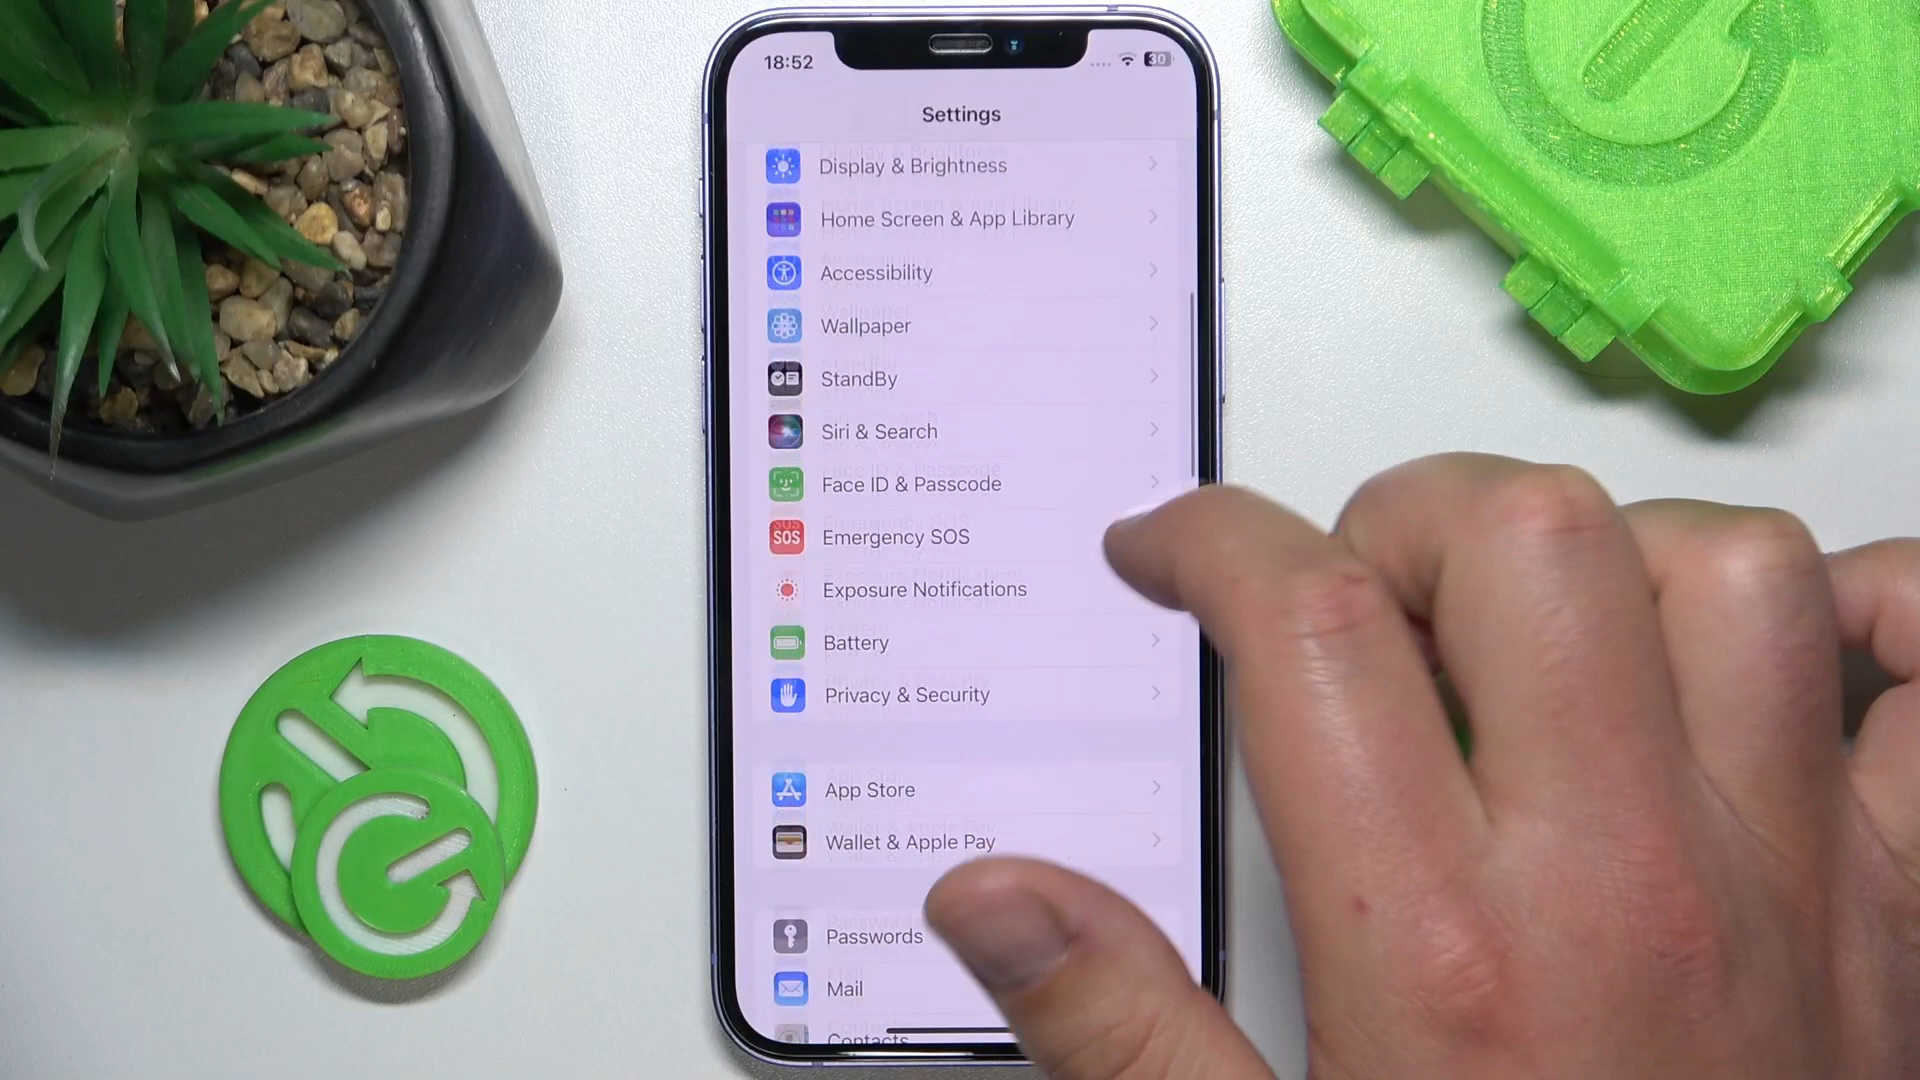 18:52
30
Settings
Display & Brightness
Home Screen & App Library
Accessibility
Wallpaper
StandBy
Siri & Search
Face ID & Passcode
SOS
Emergency SOS
Exposure Notifications
Battery
Privacy & Security
App Store
Wallet & Apple Pay
Passwords
Mail
Contacts